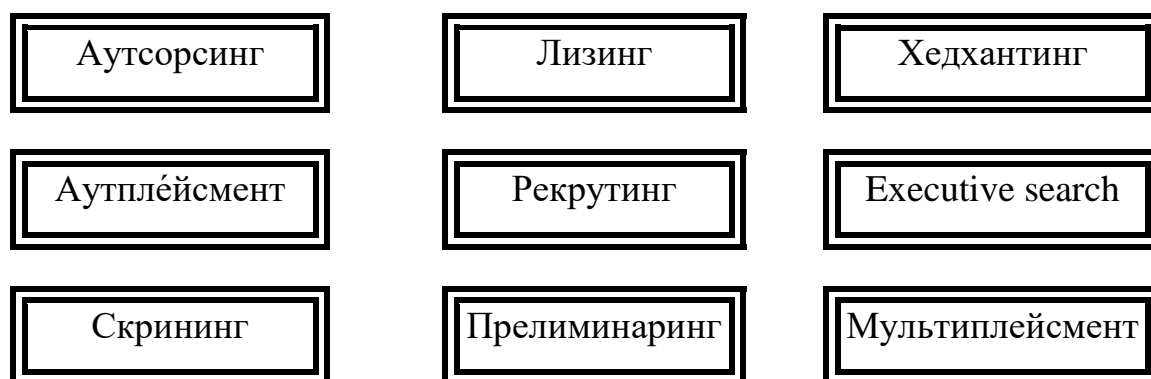 Аутсорсинг Лизинг Хедхантинг
Аутпле́йсмент Рекрутинг Executive search
Скрининг Прелиминаринг Мультиплейсмент